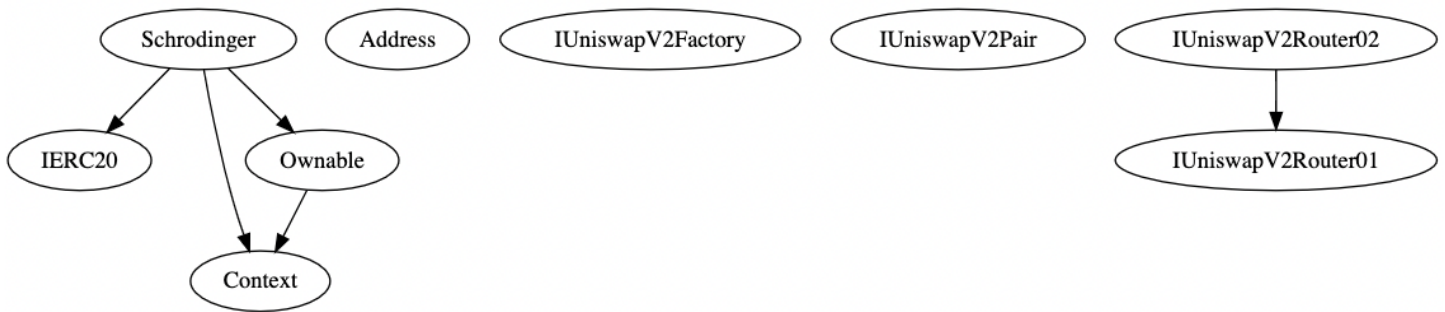 Schrodinger
Address
IUniswapV2Factory
IUniswapV2Pair
IUniswapV2Router02
IERC20
Ownable
IUniswapV2Router01
Context